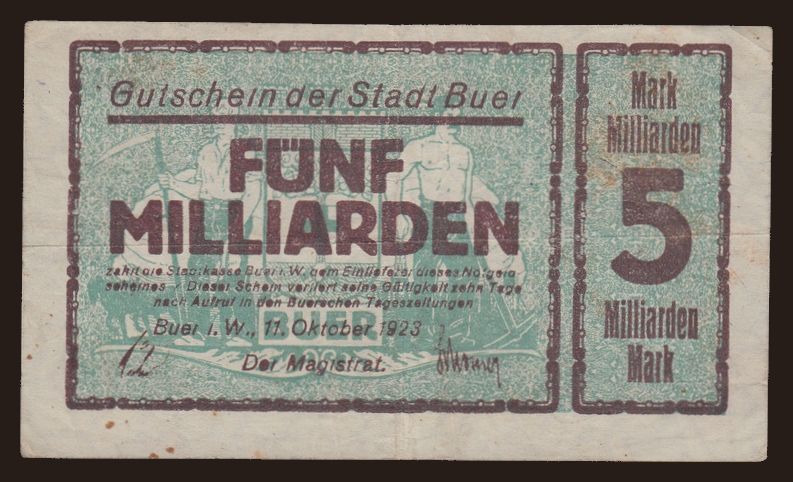 Gutschein der Stadt Buer
FÜNF
MILLIARDEN
zahlt die Stadtkasse Buer i.W. dem Einlieferer dieses Notgeld
scheines - Dieser Schein verliert seine Gültigkeit zehn Tage
nach Aufruf in den Buerschen Tageszeitungen
BUER
Buer i. W., 11. Oktober 1923
Der Magistrat.
Mark
Milliarden
5
Milliarden
Mark